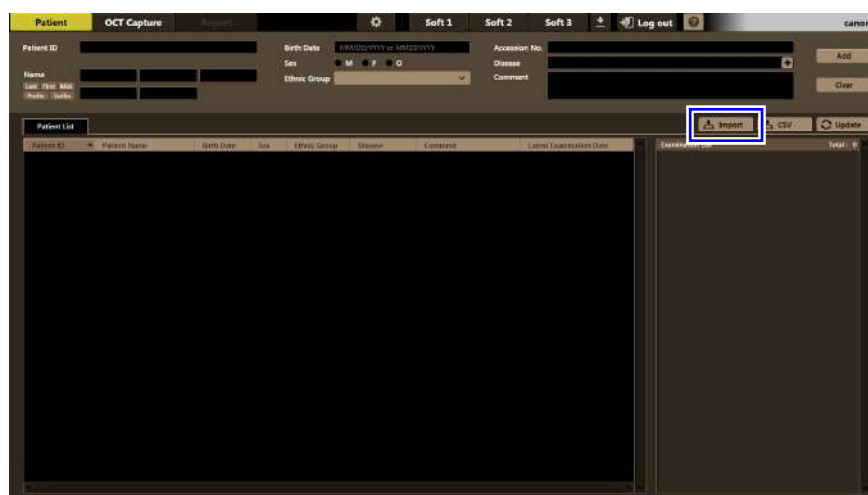 Patient OCT Capture Report Soft 1 Soft 2 Soft 3 Log out canon
Patient ID Birth Date MM/DD/YYYY or MMDDYYYY Accession No.
Sex M F O Disease Add
Name Ethnic Group Comment
Last First Mid. Clear
Prefix Suffix
Patient List Import CSV Update
Patient ID Patient Name Birth Date Sex Ethnic Group Disease Comment Latest Examination Date Examination List Total: 0